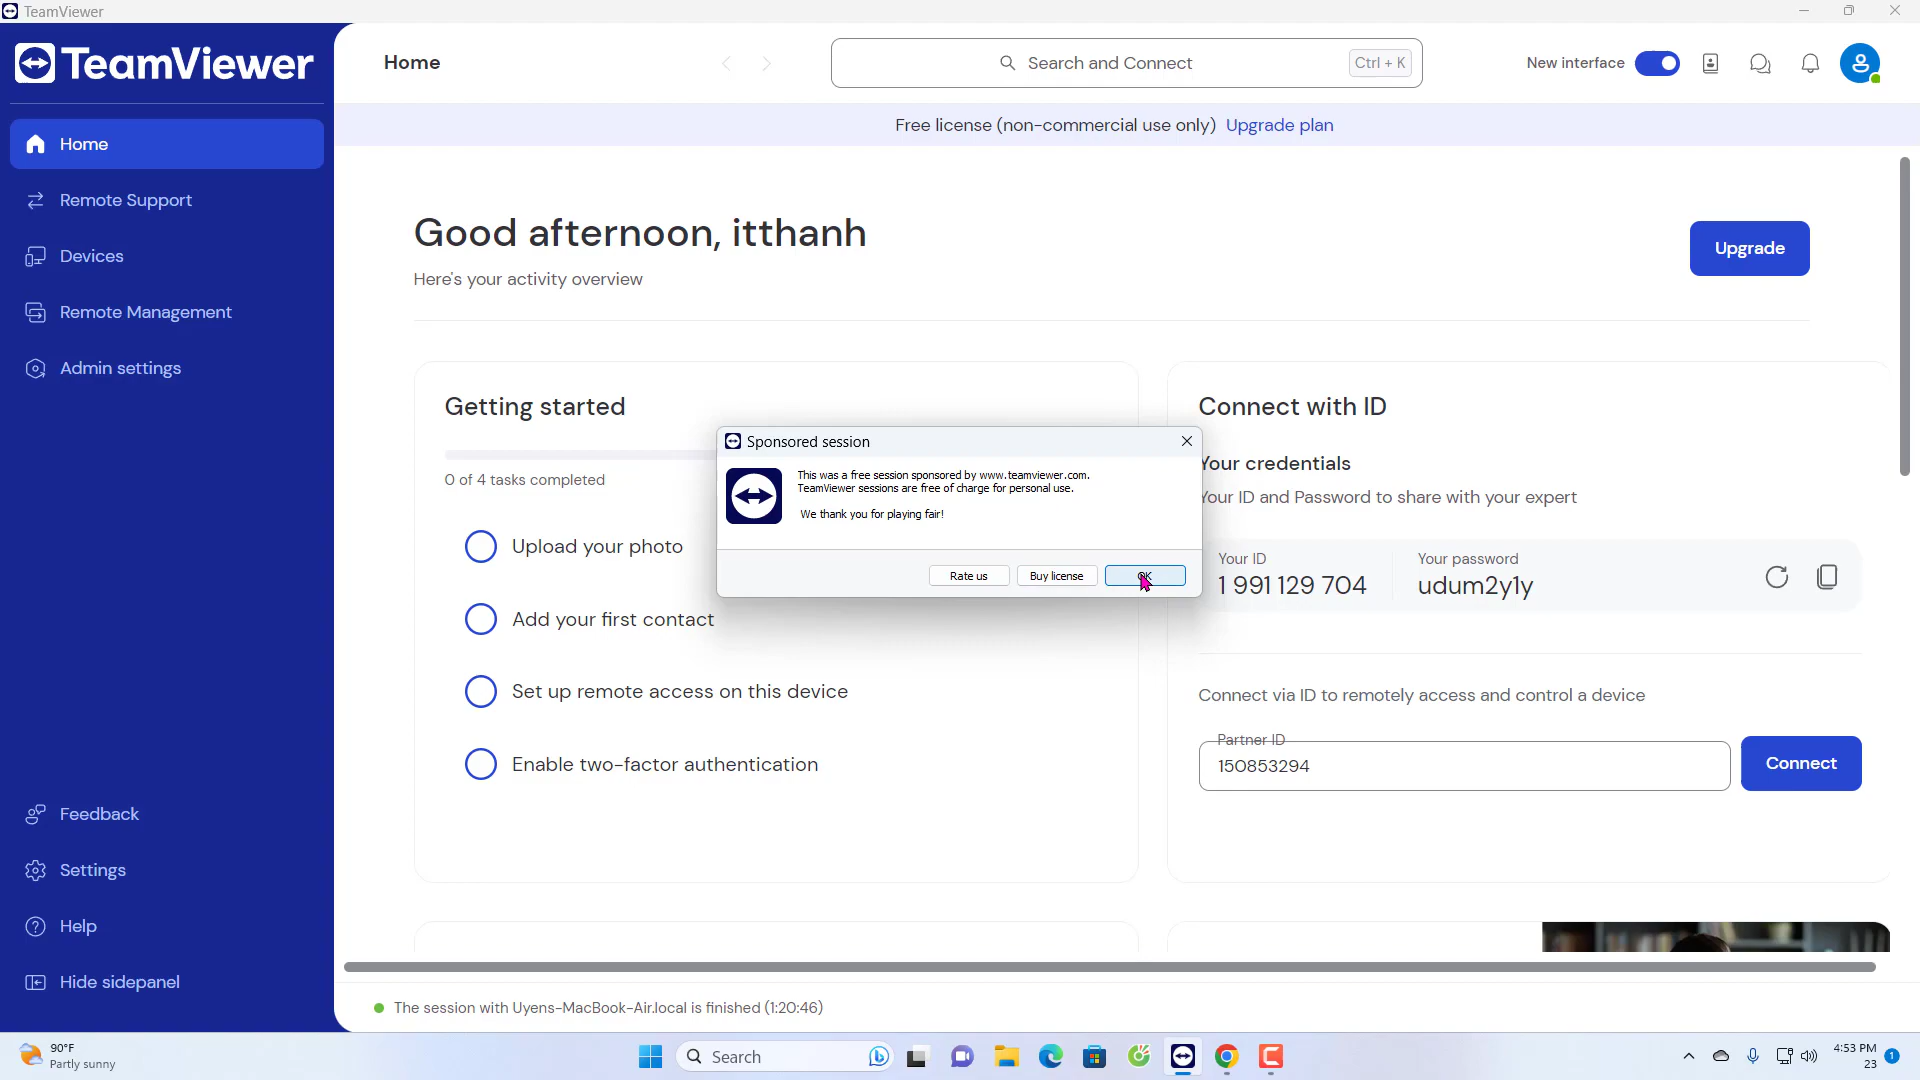 TeamViewer
TeamViewer
Home
Search and Connect
Ctrl + K
New interface
Free license (non-commercial use only) Upgrade plan
Home
Remote Support
Devices
Remote Management
Admin settings
Feedback
Settings
Help
Hide sidepanel
Good afternoon, itthanh
Here's your activity overview
Upgrade
Getting started
0 of 4 tasks completed
Upload your photo
Add your first contact
Set up remote access on this device
Enable two-factor authentication
Sponsored session
This was a free session sponsored by www.teamviewer.com.
TeamViewer sessions are free of charge for personal use.
We thank you for playing fair!
Rate us
Buy license
OK
Connect with ID
Your credentials
Your ID and Password to share with your expert
Your ID
1 991 129 704
Your password
udum2y1y
Connect via ID to remotely access and control a device
Partner ID
150853294
Connect
The session with Uyens-MacBook-Air.local is finished (1:20:46)
90°F
Partly sunny
Search
4:53 PM
23
1